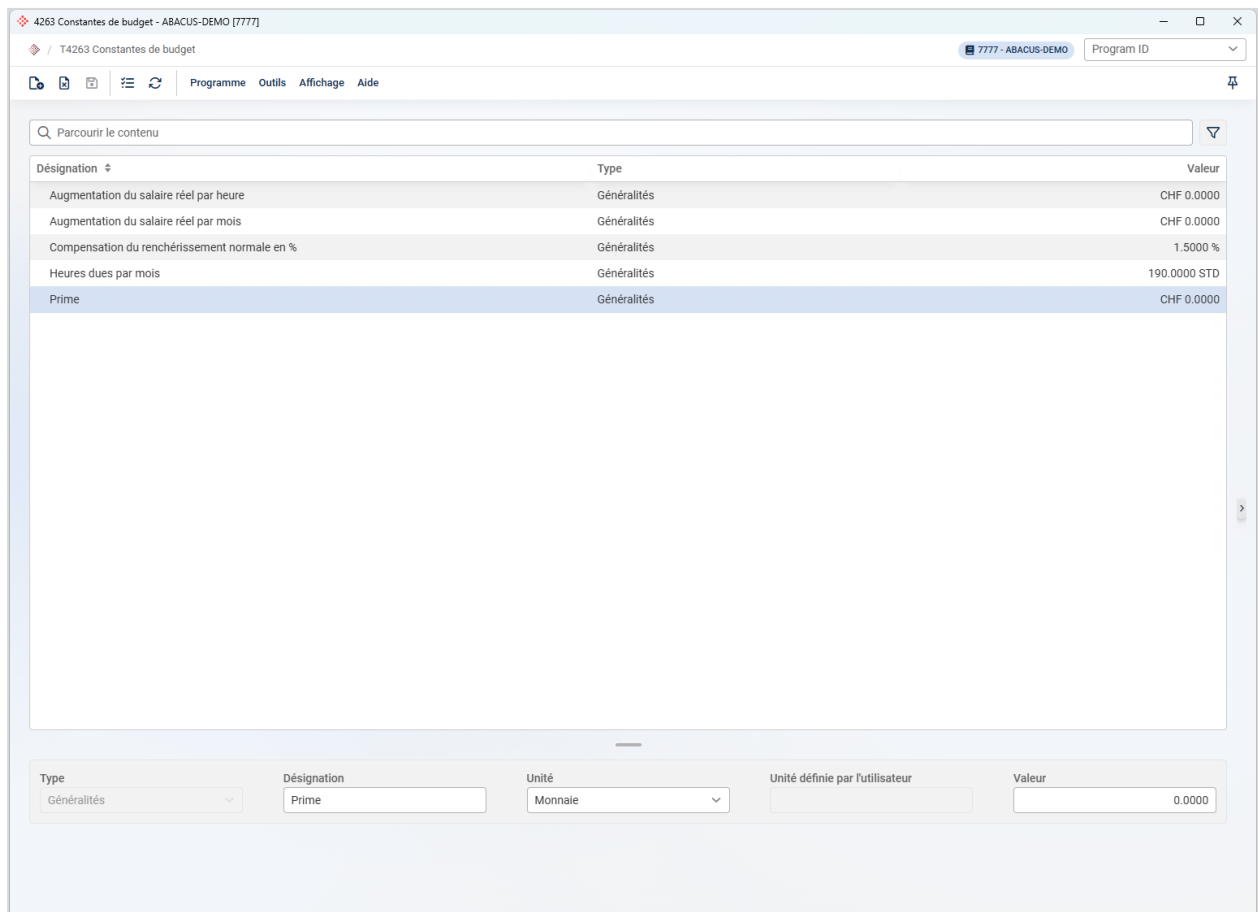 4263 Constantes de budget - ABACUS-DEMO [7777]
/ T4263 Constantes de budget 7777 - ABACUS-DEMO Program ID
Programme Outils Affichage Aide
Parcourir le contenu
Désignation Type Valeur
Augmentation du salaire réel par heure Généralités CHF 0.0000
Augmentation du salaire réel par mois Généralités CHF 0.0000
Compensation du renchérissement normale en % Généralités 1.5000 %
Heures dues par mois Généralités 190.0000 STD
Prime Généralités CHF 0.0000
Type Désignation Unité Unité définie par l'utilisateur Valeur
Généralités Prime Monnaie 0.0000